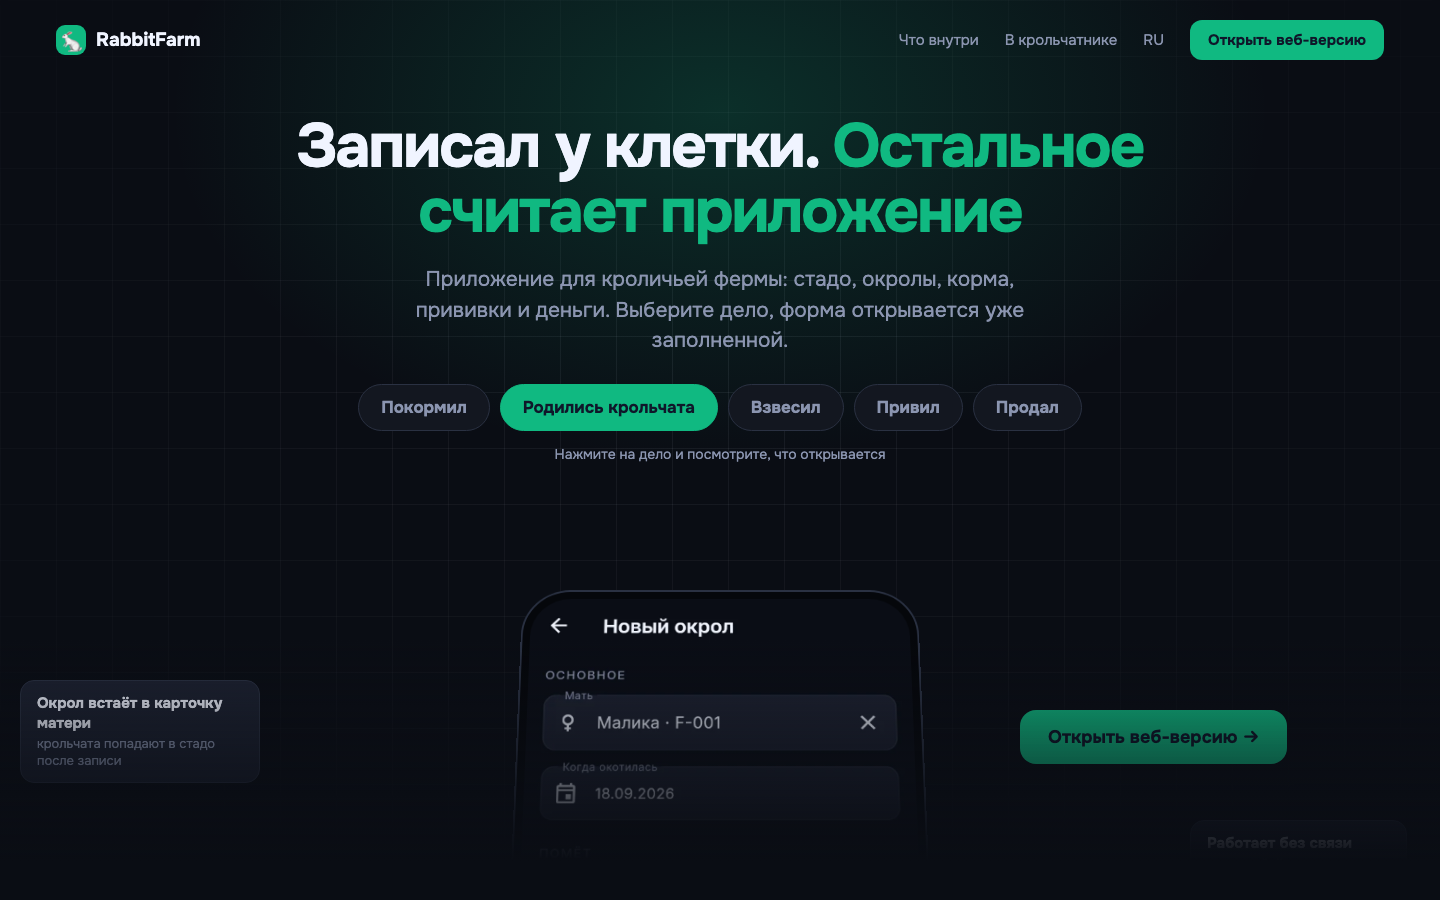 RabbitFarm
Что внутри
В крольчатнике
RU
Открыть веб-версию
Записал у клетки. Остальное
считает приложение
Приложение для кроличьей фермы: стадо, окролы, корма,
прививки и деньги. Выберите дело, форма открывается уже
заполненной.
Покормил
Родились крольчата
Взвесил
Привил
Продал
Нажмите на дело и посмотрите, что открывается
Новый окрол
ОСНОВНОЕ
Мать
Малика · F-001
Когда окотилась
18.09.2026
ПОМЁТ
Окрол встаёт в карточку
матери
крольчата попадают в стадо
после записи
Открыть веб-версию →
Работает без связи